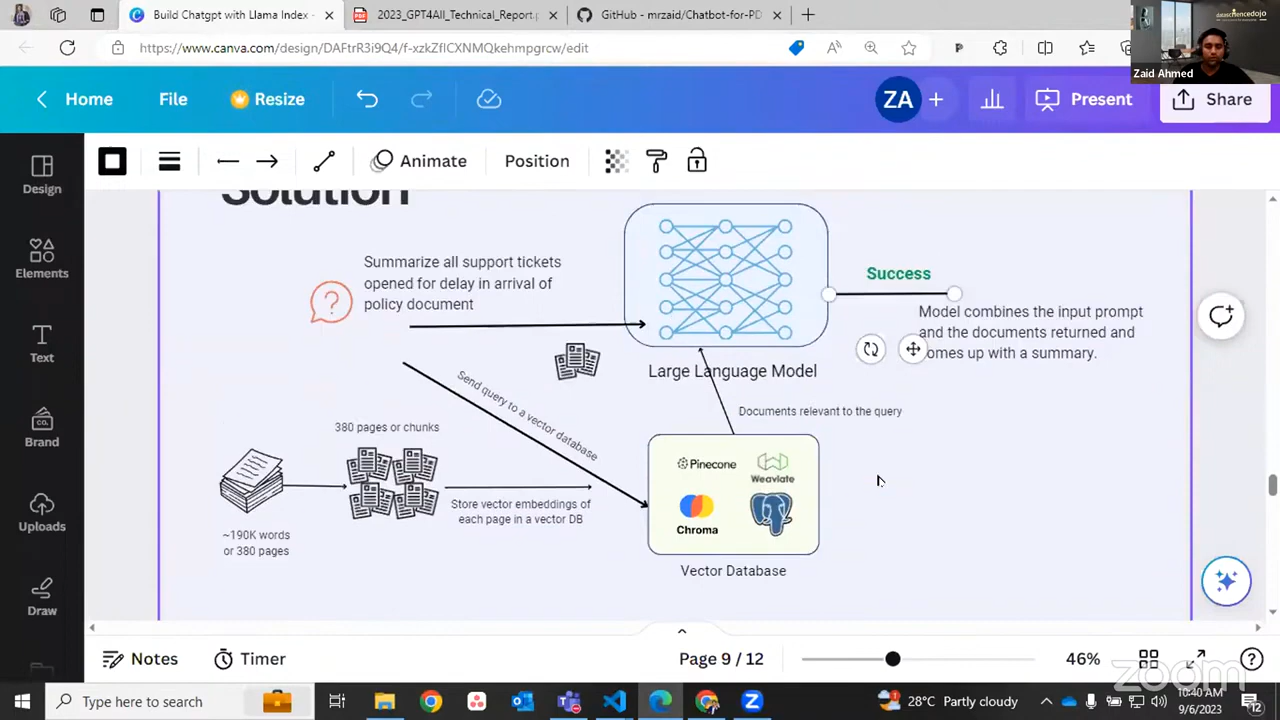 Build Chatgpt with Llama Index -
2023_GPT4All_Technical_Report.
GitHub - mrzaid/Chatbot-for-PD
datasciencedojo
https://www.canva.com/design/DAFtrR3i9Q4/f-xzkZflCXNMQkehmpgrcw/edit
Zaid Ahmed
Home
File
Resize
ZA
Present
Share
Animate
Position
Design
Elements
Text
Brand
Uploads
Draw
Solution
Summarize all support tickets
opened for delay in arrival of
policy document
Success
Model combines the input prompt
and the documents returned and
comes up with a summary.
Large Language Model
Send query to a vector database
Documents relevant to the query
380 pages or chunks
Pinecone
Weaviate
Chroma
Store vector embeddings of
each page in a vector DB
~190K words
or 380 pages
Vector Database
Notes
Timer
Page 9 / 12
46%
zoom
Type here to search
28°C Partly cloudy
10:40 AM
9/6/2023
12